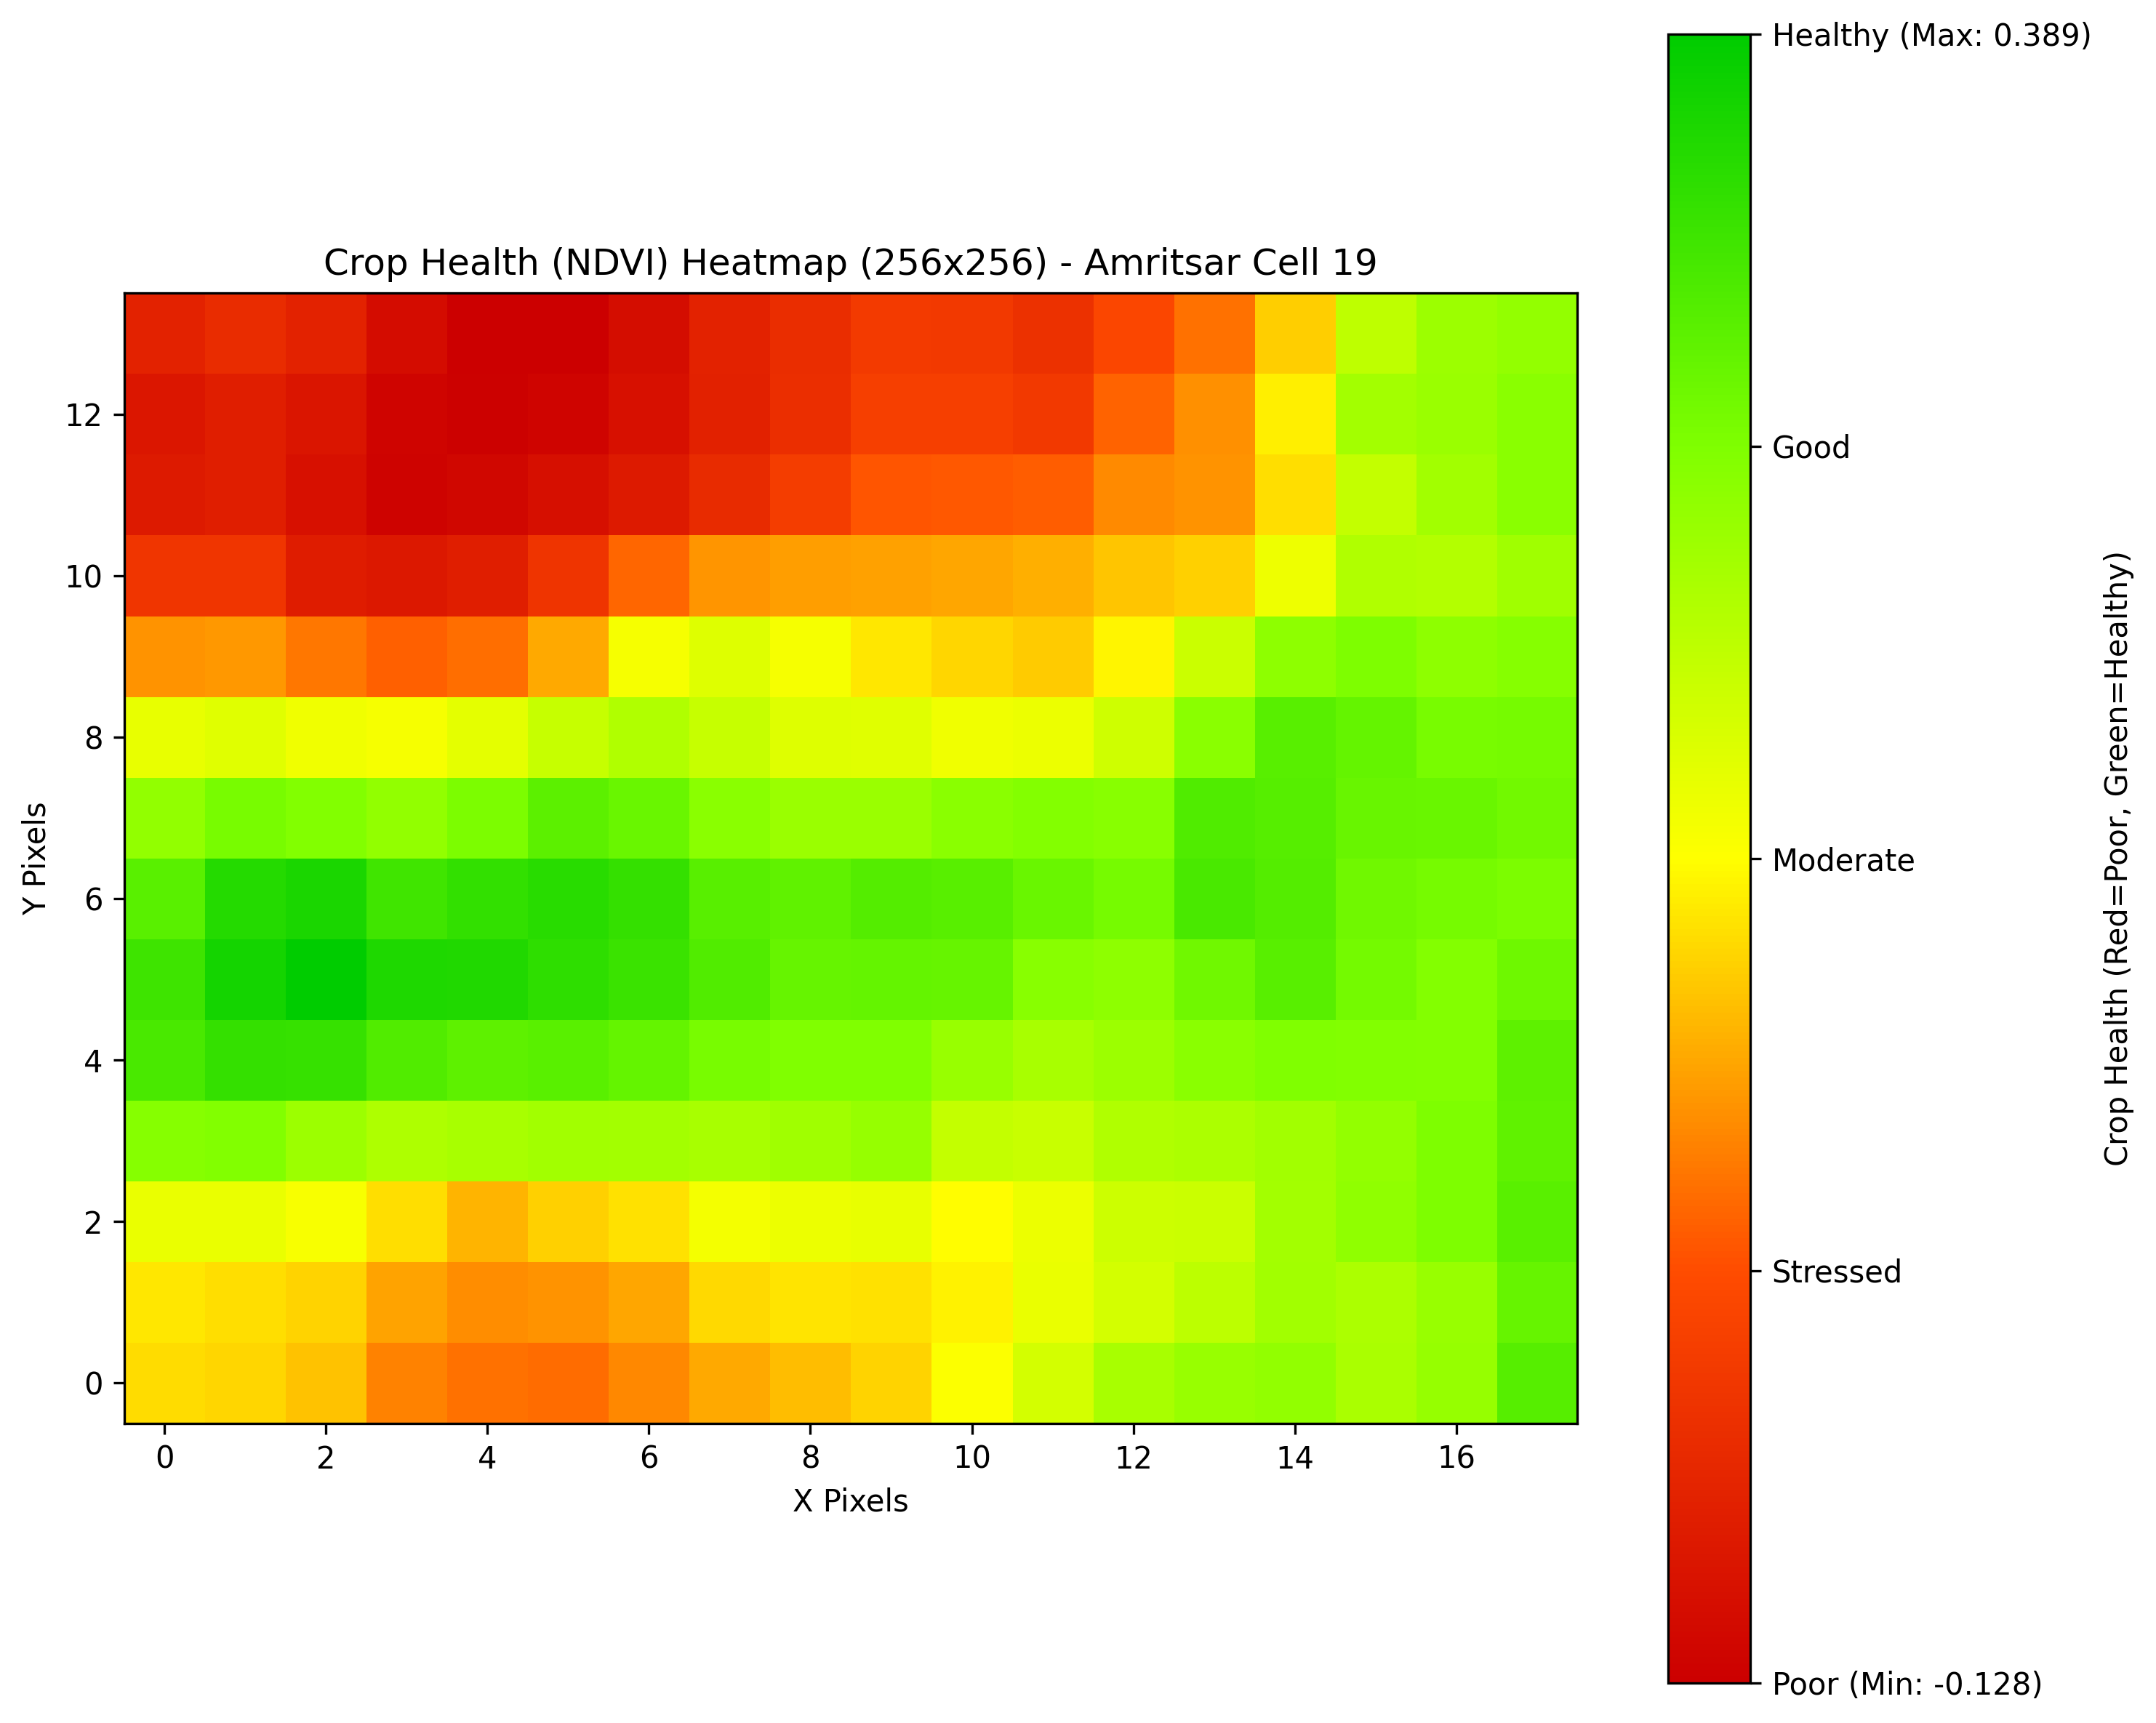 Crop Health (NDVI) Heatmap (256x256) - Amritsar Cell 19
Y Pixels
12
10
8
6
4
2
0
0 2 4 6 8 10 12 14 16
X Pixels
Healthy (Max: 0.389)
Good
Moderate
Stressed
Poor (Min: -0.128)
Crop Health (Red=Poor, Green=Healthy)